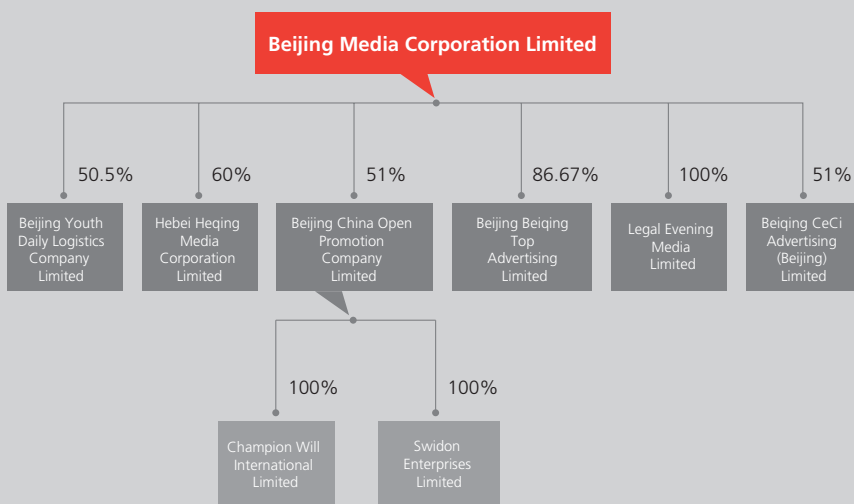 Beijing Media Corporation Limited
50.5%
60%
51%
86.67%
100%
51%
Beijing Youth
Daily Logistics
Company
Limited
Hebei Heqing
Media
Corporation
Limited
Beijing China Open
Promotion
Company
Limited
Beijing Beiqing
Top
Advertising
Limited
Legal Evening
Media
Limited
Beiqing CeCi
Advertising
(Beijing)
Limited
100%
100%
Champion Will
International
Limited
Swidon
Enterprises
Limited